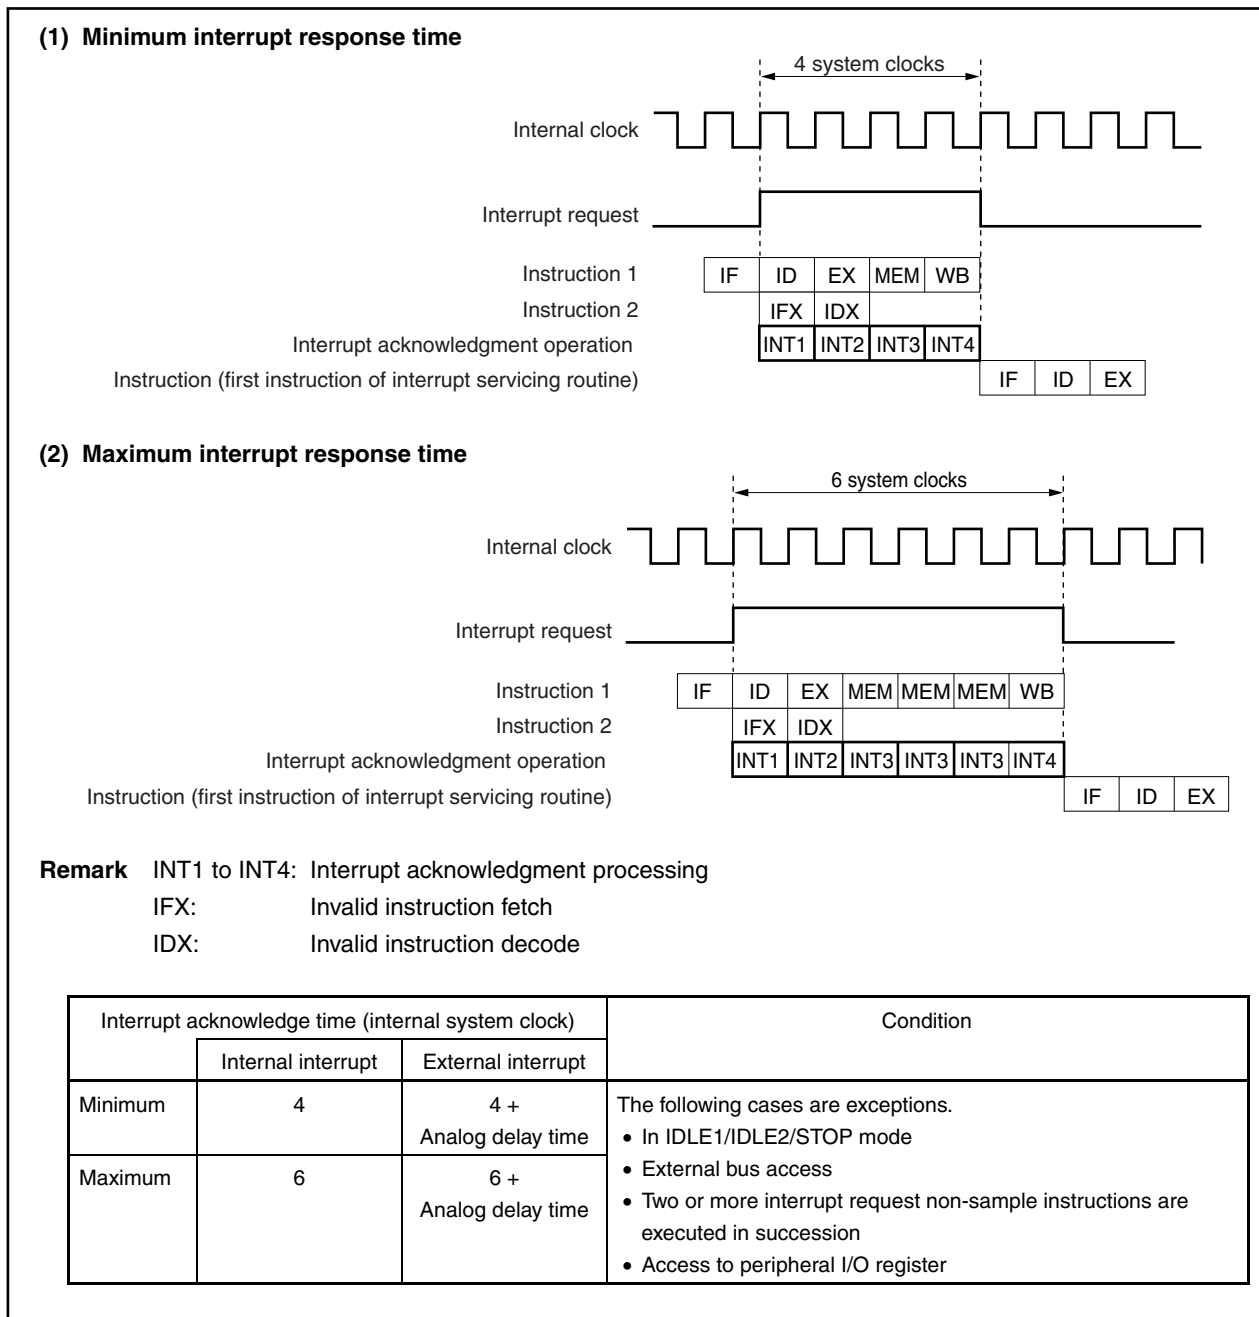 (1) Minimum interrupt response time
4 system clocks
Internal clock
Interrupt request
Instruction 1 IF ID EX MEM WB
Instruction 2 IFX IDX
Interrupt acknowledgment operation INT1 INT2 INT3 INT4
Instruction (first instruction of interrupt servicing routine) IF ID EX
(2) Maximum interrupt response time
6 system clocks
Internal clock
Interrupt request
Instruction 1 IF ID EX MEM MEM MEM WB
Instruction 2 IFX IDX
Interrupt acknowledgment operation INT1 INT2 INT3 INT3 INT3 INT4
Instruction (first instruction of interrupt servicing routine) IF ID EX
Remark INT1 to INT4: Interrupt acknowledgment processing
IFX: Invalid instruction fetch
IDX: Invalid instruction decode
Interrupt acknowledge time (internal system clock) Condition
Internal interrupt External interrupt
Minimum 4 4 + The following cases are exceptions.
Analog delay time • In IDLE1/IDLE2/STOP mode
• External bus access
Maximum 6 6 + • Two or more interrupt request non-sample instructions are
Analog delay time executed in succession
• Access to peripheral I/O register